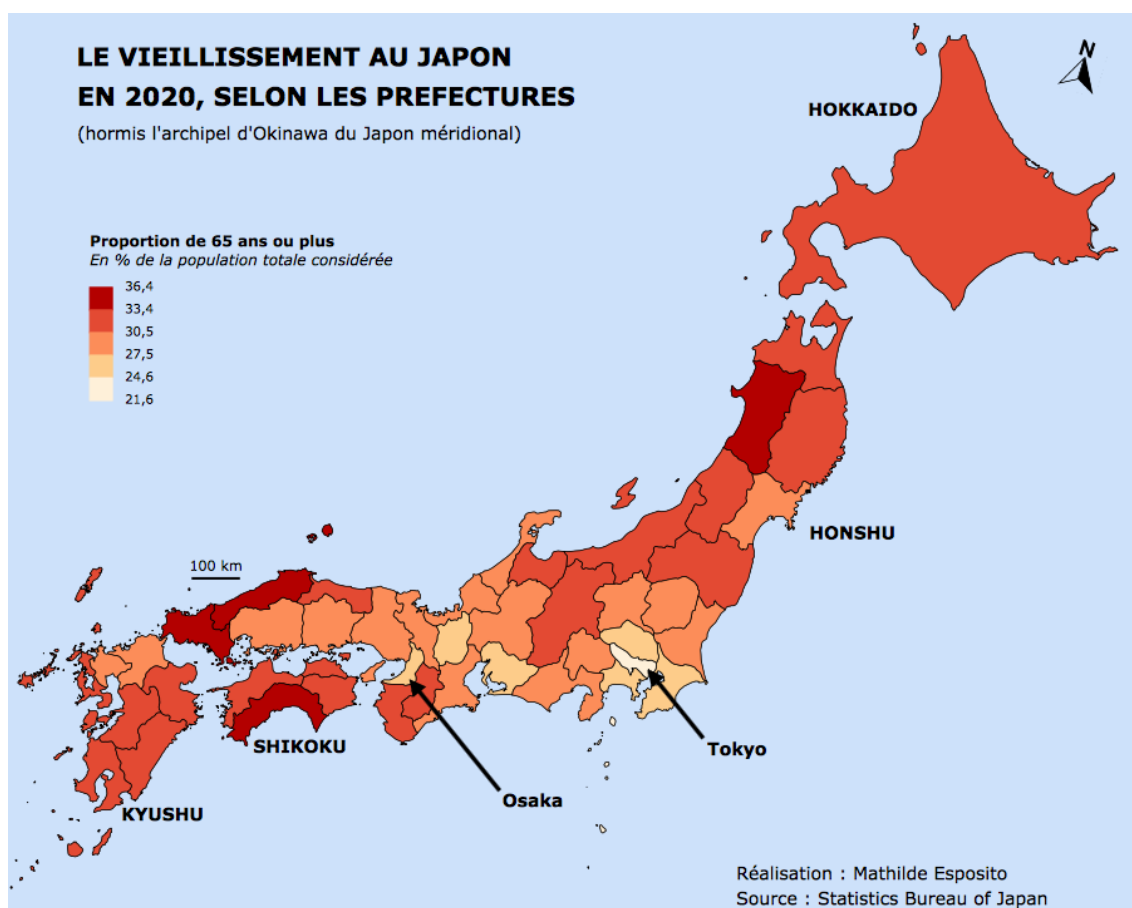 LE VIEILLISSEMENT AU JAPON
EN 2020, SELON LES PREFECTURES
(hormis l'archipel d'Okinawa du Japon méridional)
N
HOKKAIDO
Proportion de 65 ans ou plus
En % de la population totale considérée
36,4
33,4
30,5
27,5
24,6
21,6
HONSHU
100 km
Tokyo
SHIKOKU
Osaka
KYUSHU
Réalisation : Mathilde Esposito
Source : Statistics Bureau of Japan